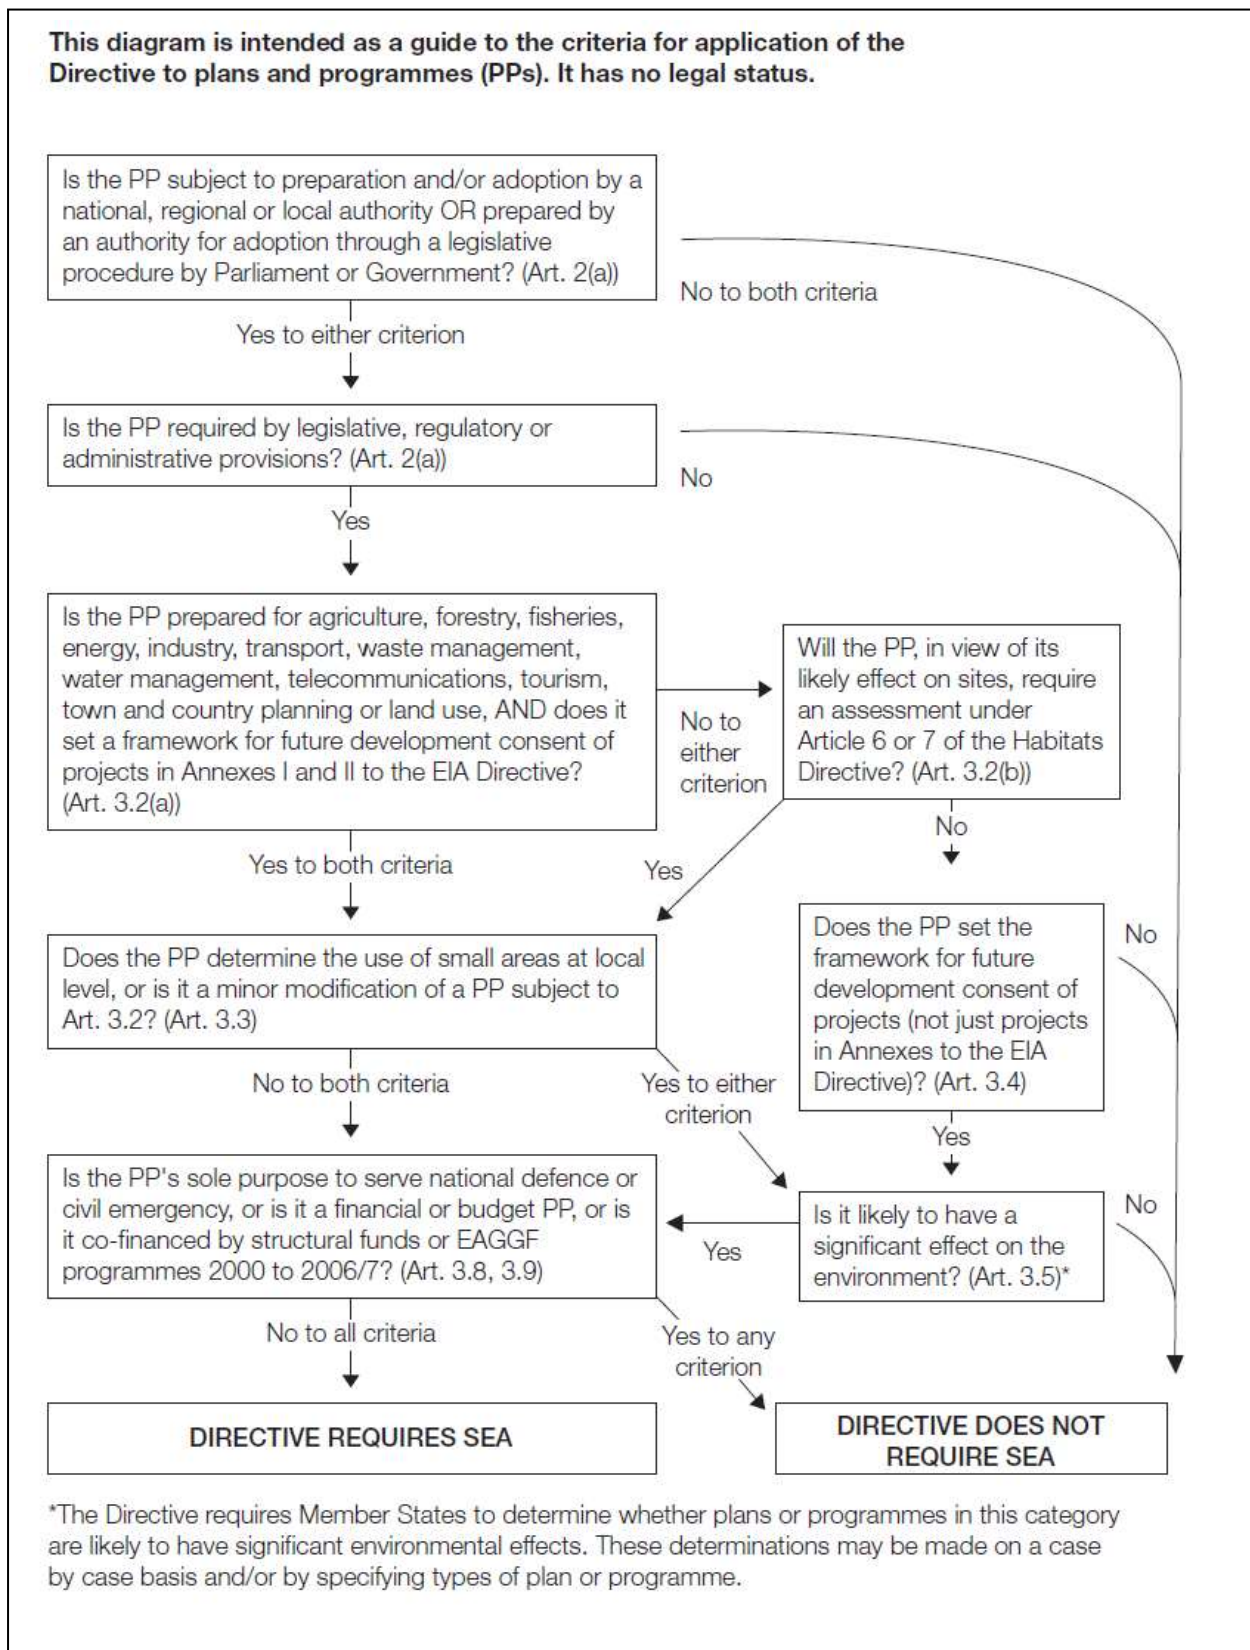 This diagram is intended as a guide to the criteria for application of the
Directive to plans and programmes (PPs). It has no legal status.
Is the PP subject to preparation and/or adoption by a
national, regional or local authority OR prepared by
an authority for adoption through a legislative
procedure by Parliament or Government? (Art. 2(a))
No to both criteria
Yes to either criterion
Is the PP required by legislative, regulatory or
administrative provisions? (Art. 2(a))
No
Yes
Is the PP prepared for agriculture, forestry, fisheries,
energy, industry, transport, waste management,
water management, telecommunications, tourism,
town and country planning or land use, AND does it
set a framework for future development consent of
projects in Annexes I and II to the EIA Directive?
(Art. 3.2(a))
No to
either
criterion
Will the PP, in view of its
likely effect on sites, require
an assessment under
Article 6 or 7 of the Habitats
Directive? (Art. 3.2(b))
Yes to both criteria
Yes
No
Does the PP determine the use of small areas at local
level, or is it a minor modification of a PP subject to
Art. 3.2? (Art. 3.3)
Does the PP set the
framework for future
development consent of
projects (not just projects
in Annexes to the EIA
Directive)? (Art. 3.4)
No
No to both criteria
Yes to either
criterion
Yes
Is the PP's sole purpose to serve national defence or
civil emergency, or is it a financial or budget PP, or is
it co-financed by structural funds or EAGGF
programmes 2000 to 2006/7? (Art. 3.8, 3.9)
Yes
Is it likely to have a
significant effect on the
environment? (Art. 3.5)*
No
No to all criteria
Yes to any
criterion
DIRECTIVE REQUIRES SEA
DIRECTIVE DOES NOT
REQUIRE SEA
*The Directive requires Member States to determine whether plans or programmes in this category
are likely to have significant environmental effects. These determinations may be made on a case
by case basis and/or by specifying types of plan or programme.